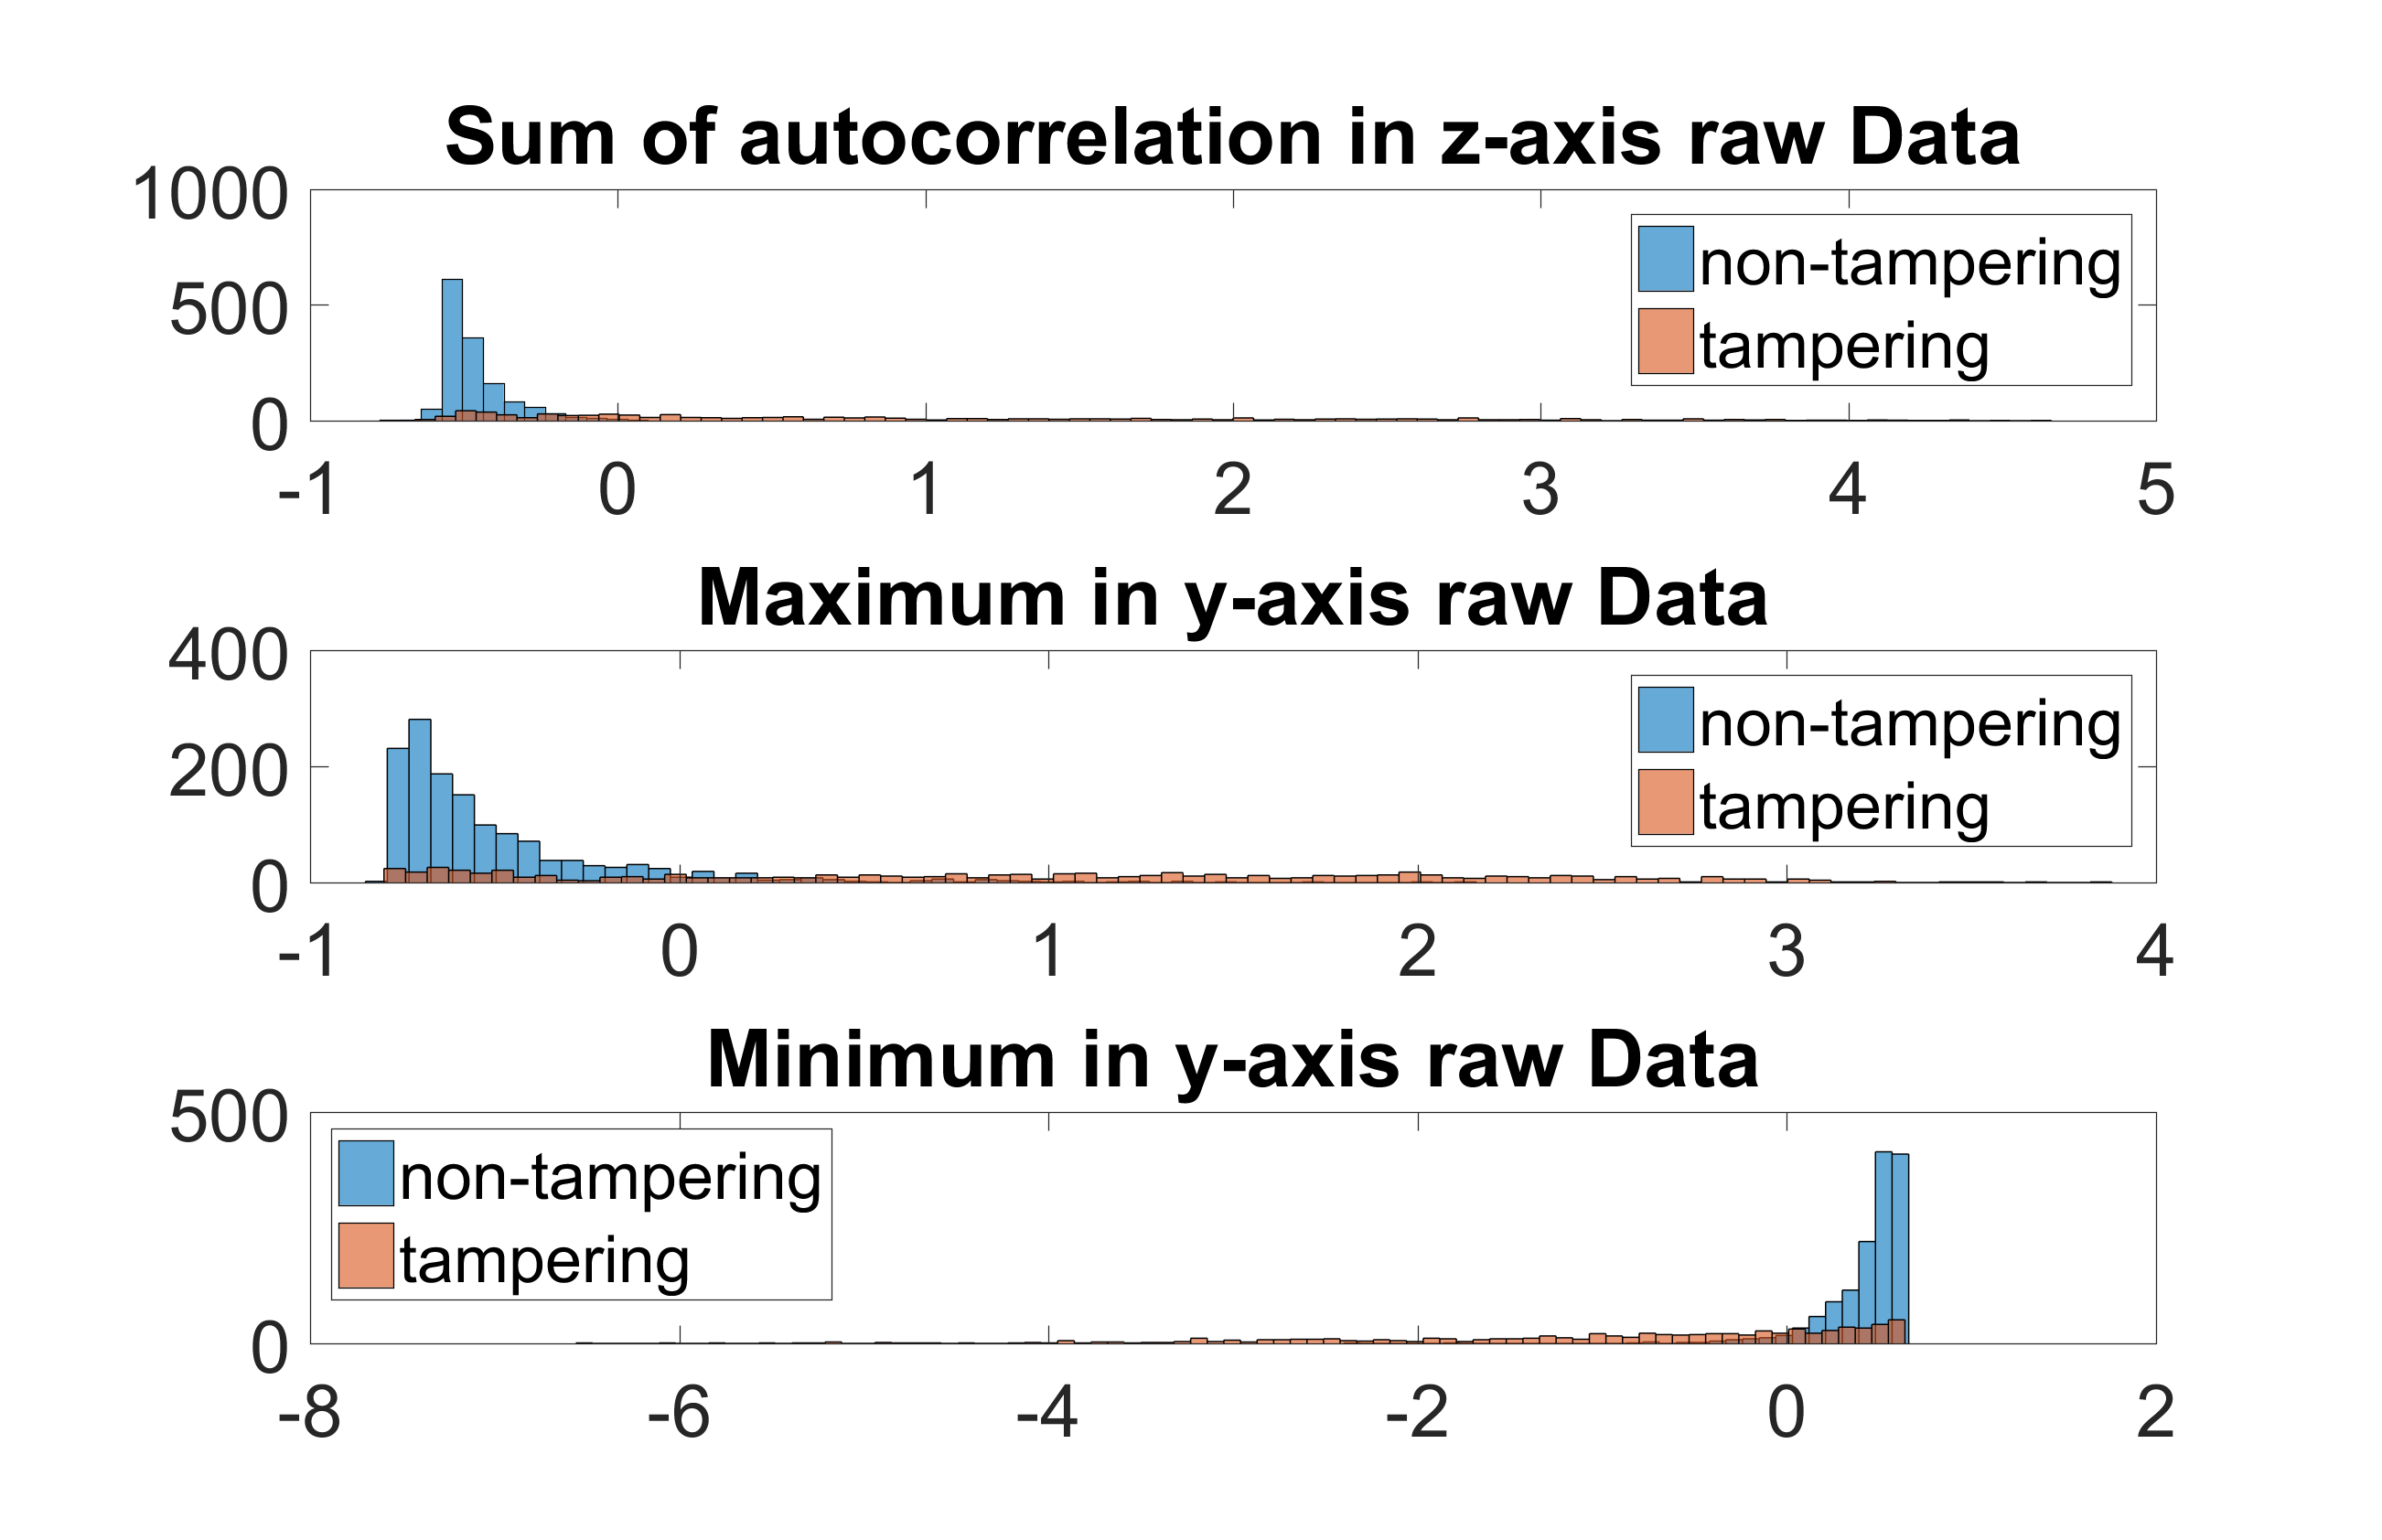 Sum of autocorrelation in z-axis raw Data
1000
500
0
non-tampering
tampering
-1 0 1 2 3 4 5
Maximum in y-axis raw Data
400
200
0
non-tampering
tampering
-1 0 1 2 3 4
Minimum in y-axis raw Data
500
0
non-tampering
tampering
-8 -6 -4 -2 0 2